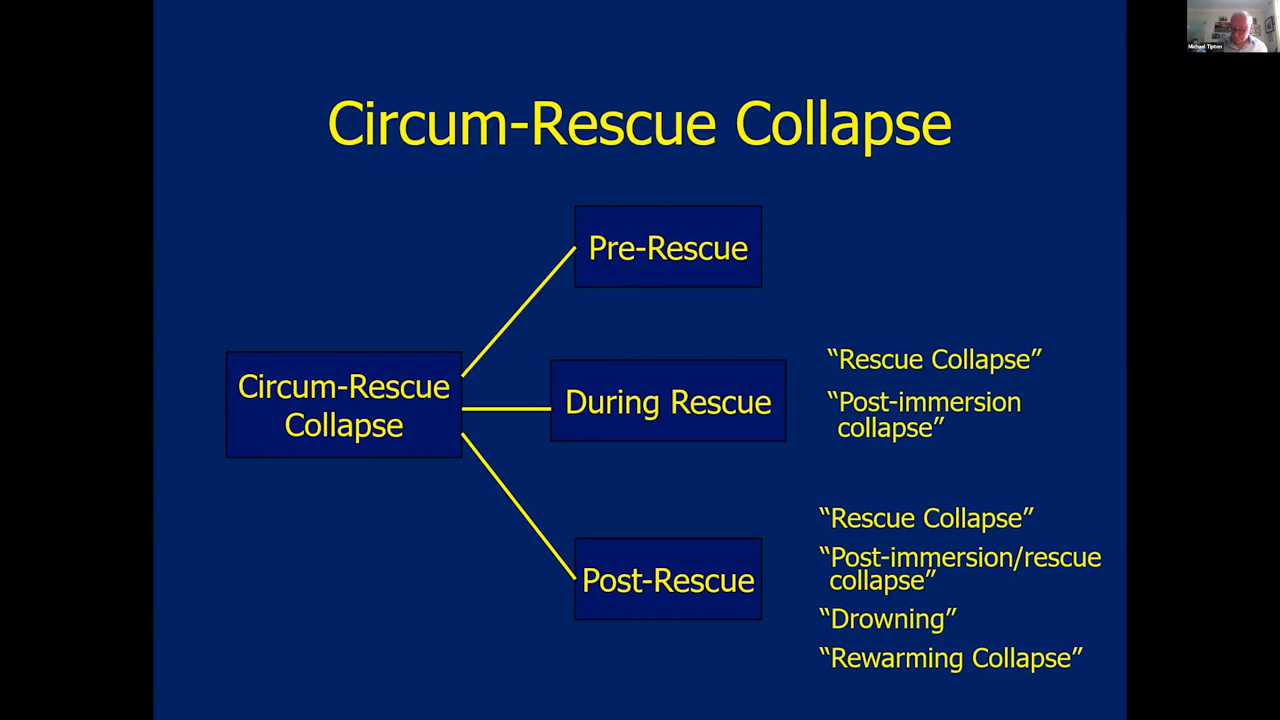 Michael Tipton
Circum-Rescue Collapse
Pre-Rescue
Circum-Rescue
Collapse
During Rescue
“Rescue Collapse”
“Post-immersion
collapse”
Post-Rescue
“Rescue Collapse”
“Post-immersion/rescue
collapse”
“Drowning”
“Rewarming Collapse”